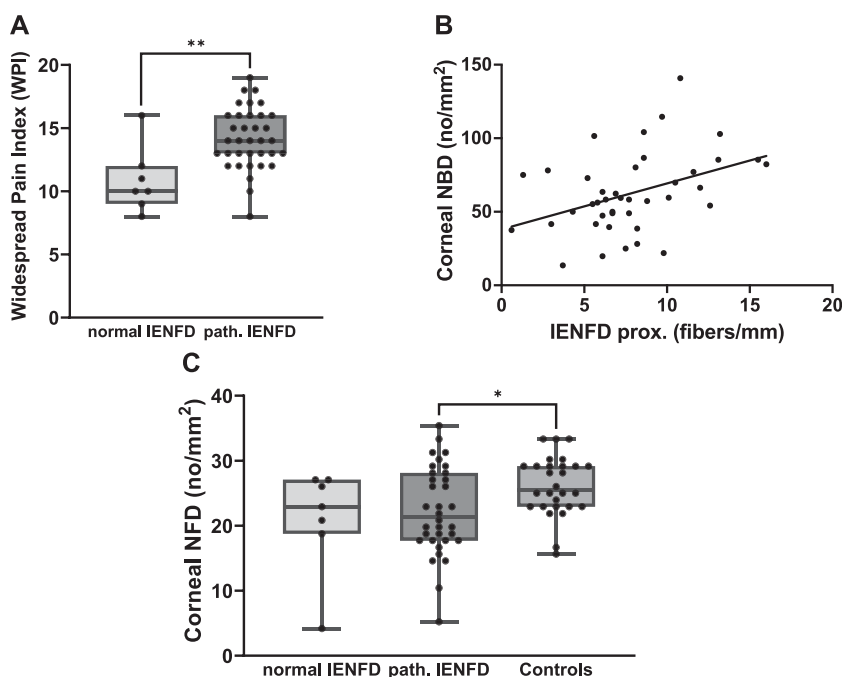 A
**
Widespread Pain Index (WPI)
20
15
10
5
0
normal IENFD path. IENFD
B
Corneal NBD (no/mm²)
150
100
50
0
0 5 10 15 20
IENFD prox. (fibers/mm)
C
*
Corneal NFD (no/mm²)
40
30
20
10
0
normal IENFD path. IENFD Controls